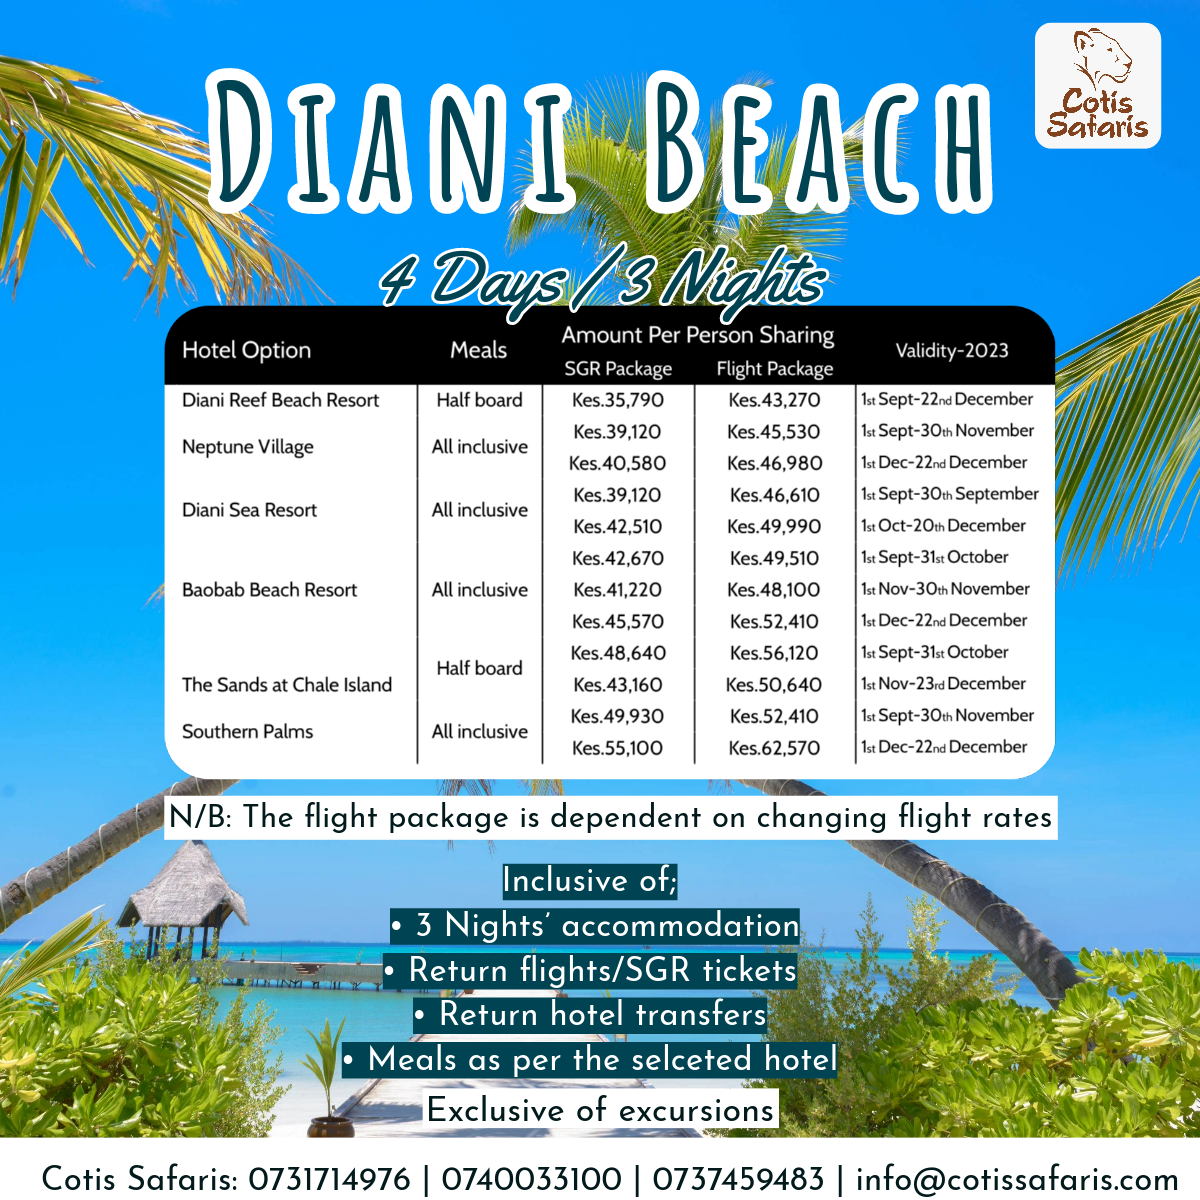 Cotis
Safaris
DIANI BEACH
4 Days / 3 Nights
Hotel Option Meals Amount Per Person Sharing Validity-2023
SGR Package Flight Package
Diani Reef Beach Resort Half board Kes.35,790 Kes.43,270 1st Sept-22nd December
Neptune Village All inclusive Kes.39,120 Kes.45,530 1st Sept-30th November
Kes.40,580 Kes.46,980 1st Dec-22nd December
Diani Sea Resort All inclusive Kes.39,120 Kes.46,610 1st Sept-30th September
Kes.42,510 Kes.49,990 1st Oct-20th December
Kes.42,670 Kes.49,510 1st Sept-31st October
Baobab Beach Resort All inclusive Kes.41,220 Kes.48,100 1st Nov-30th November
Kes.45,570 Kes.52,410 1st Dec-22nd December
Half board Kes.48,640 Kes.56,120 1st Sept-31st October
The Sands at Chale Island Kes.43,160 Kes.50,640 1st Nov-23rd December
Southern Palms All inclusive Kes.49,930 Kes.52,410 1st Sept-30th November
Kes.55,100 Kes.62,570 1st Dec-22nd December
N/B: The flight package is dependent on changing flight rates
Inclusive of;
• 3 Nights’ accommodation
• Return flights/SGR tickets
• Return hotel transfers
• Meals as per the selceted hotel
Exclusive of excursions
Cotis Safaris: 0731714976 | 0740033100 | 0737459483 | info@cotissafaris.com